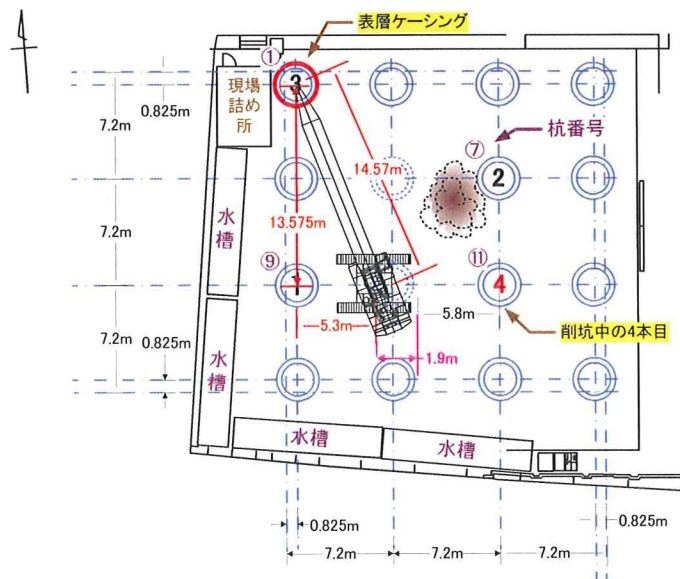 表層ケーシング
①
3
現場
詰め
所
0.825m
7.2m
杭番号
⑦
2
14.57m
水
槽
13.575m
7.2m
⑨
1
⑪
4
5.3m
5.8m
削坑中の4本目
1.9m
水
槽
7.2m
0.825m
水槽
水槽
0.825m
0.825m
7.2m
7.2m
7.2m